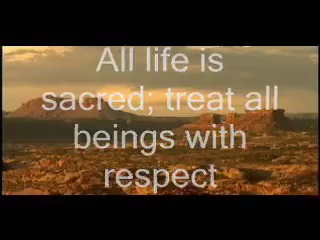 All life is
sacred; treat all
beings with
respect